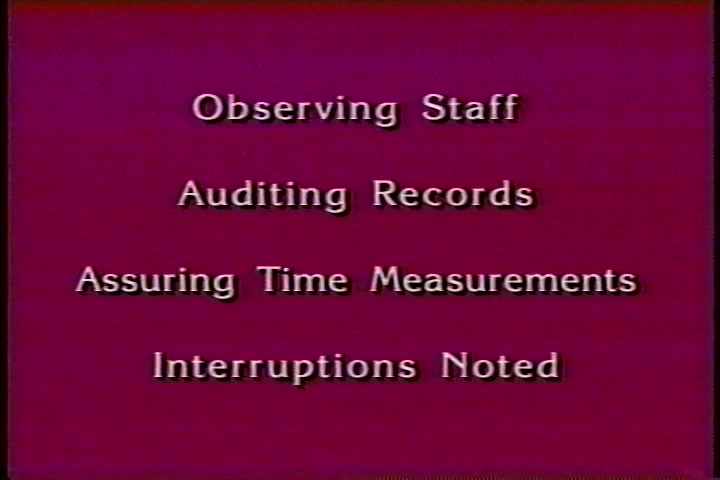 Observing Staff
Auditing Records
Assuring Time Measurements
Interruptions Noted